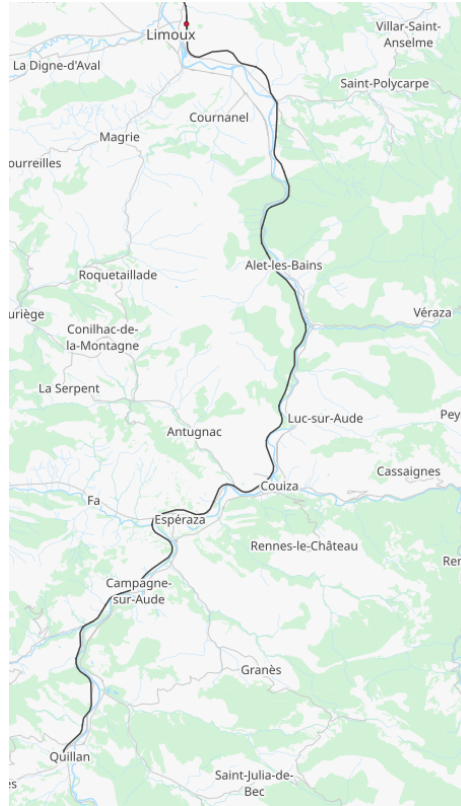 Villar-Saint-
Anselme
Limoux
La Digne-d'Aval
Saint-Polycarpe
Cournanel
Magrie
ourreilles
Alet-les-Bains
Roquetaillade
uriège
Véraza
Conilhac-de-
la-Montagne
La Serpent
Luc-sur-Aude
Pey
Antugnac
Cassaignes
Couiza
Fa
Espéraza
Rennes-le-Château
Ren
Campagne-
sur-Aude
Granès
Quillan
Saint-Julia-de-
Bec
es